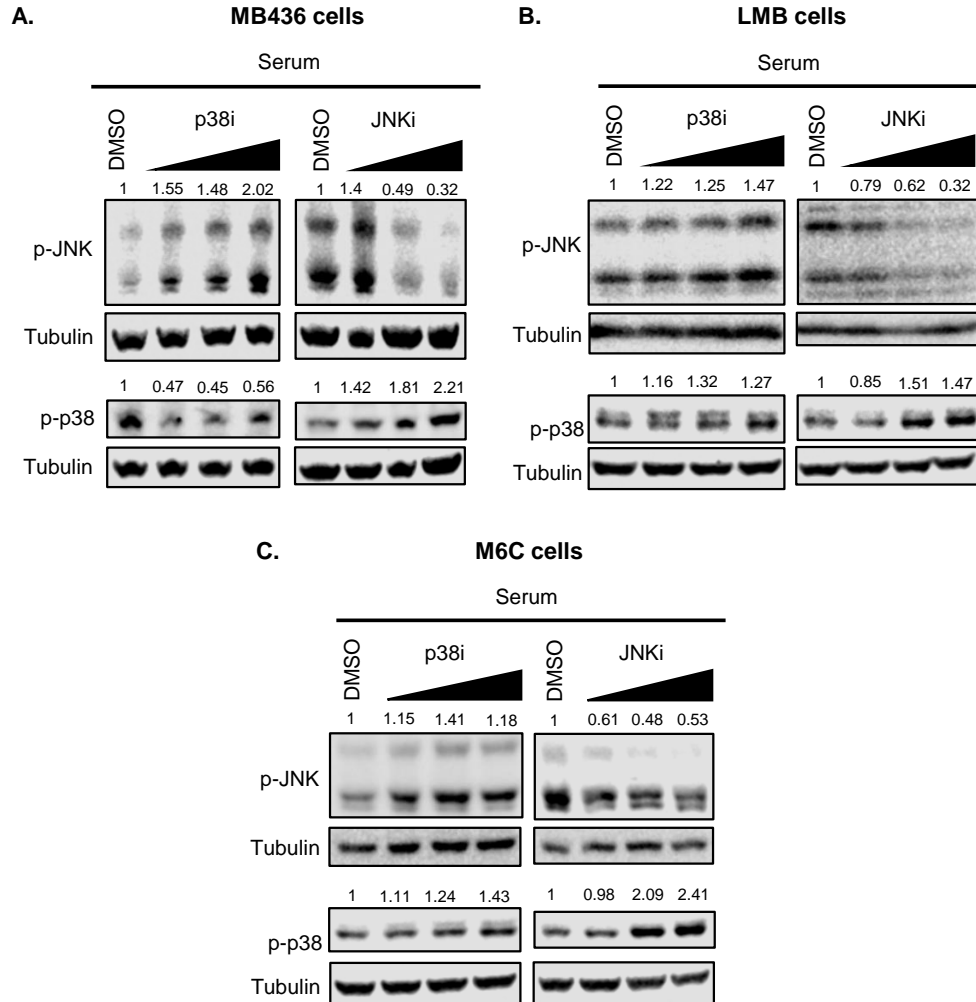 A.
MB436 cells
Serum
DMSO
p38i
DMSO
JNKi
1 1.55 1.48 2.02 1 1.4 0.49 0.32
p-JNK
Tubulin
1 0.47 0.45 0.56 1 1.42 1.81 2.21
p-p38
Tubulin
B.
LMB cells
Serum
DMSO
p38i
DMSO
JNKi
1 1.22 1.25 1.47 1 0.79 0.62 0.32
p-JNK
Tubulin
1 1.16 1.32 1.27 1 0.85 1.51 1.47
p-p38
Tubulin
C.
M6C cells
Serum
DMSO
p38i
DMSO
JNKi
1 1.15 1.41 1.18 1 0.61 0.48 0.53
p-JNK
Tubulin
1 1.11 1.24 1.43 1 0.98 2.09 2.41
p-p38
Tubulin